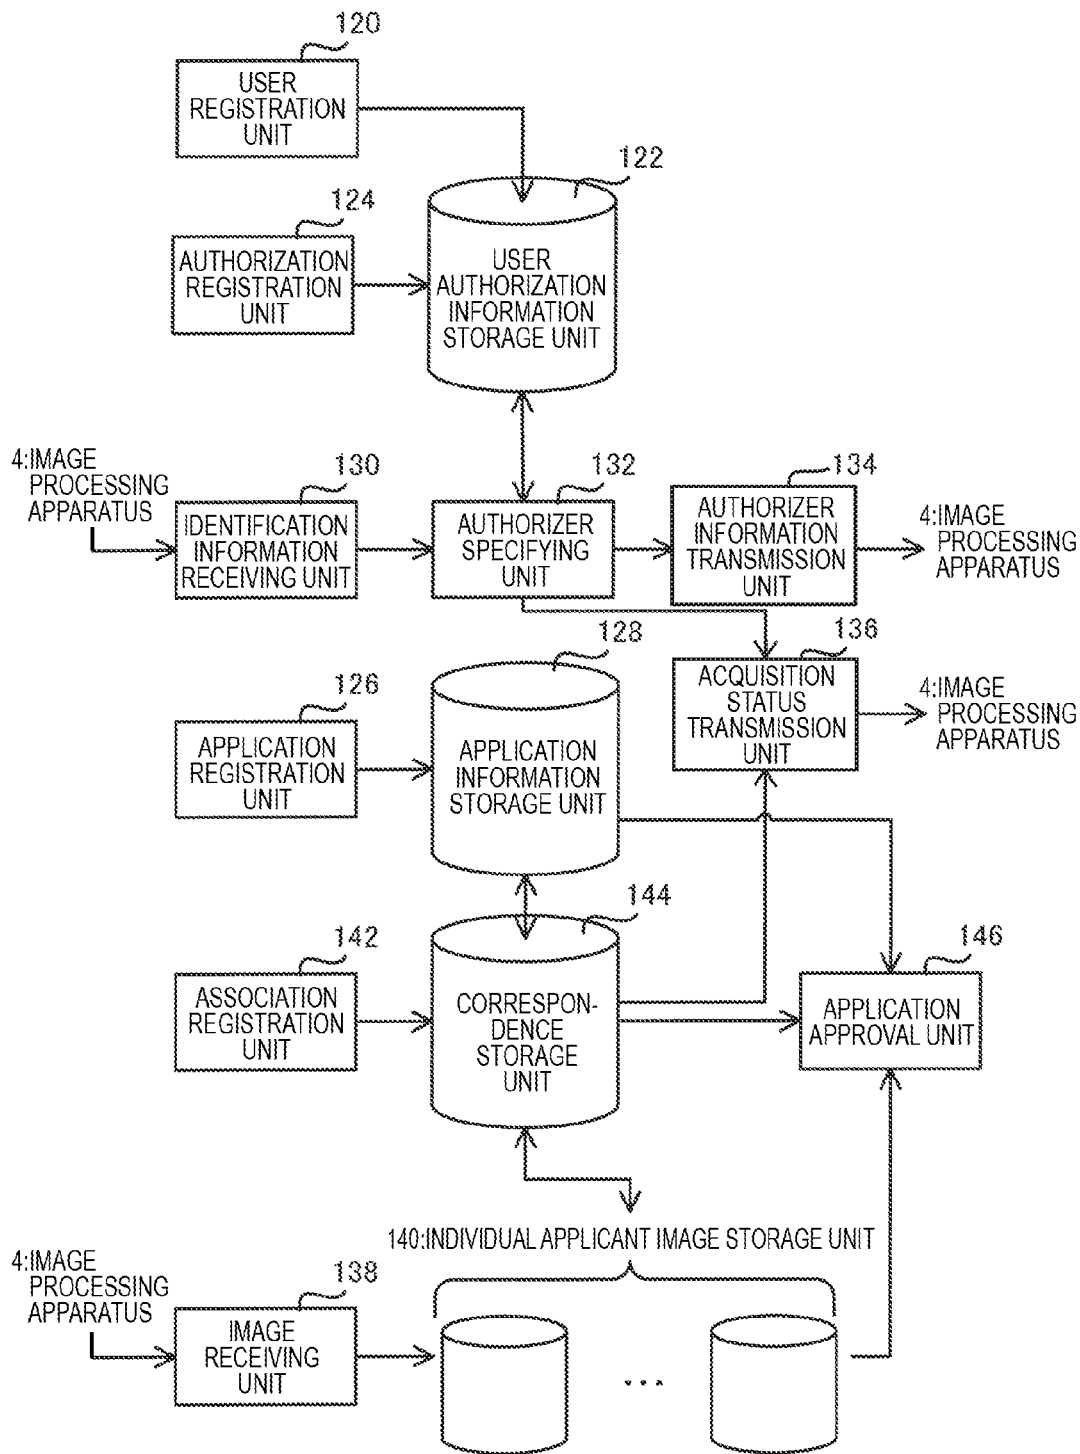 120
USER
REGISTRATION
UNIT
122
124
AUTHORIZATION
REGISTRATION
UNIT
USER
AUTHORIZATION
INFORMATION
STORAGE UNIT
4:IMAGE
PROCESSING
APPARATUS
130
IDENTIFICATION
INFORMATION
RECEIVING UNIT
132
AUTHORIZER
SPECIFYING
UNIT
134
AUTHORIZER
INFORMATION
TRANSMISSION
UNIT
4:IMAGE
PROCESSING
APPARATUS
136
ACQUISITION
STATUS
TRANSMISSION
UNIT
4:IMAGE
PROCESSING
APPARATUS
128
126
APPLICATION
REGISTRATION
UNIT
APPLICATION
INFORMATION
STORAGE UNIT
144
142
ASSOCIATION
REGISTRATION
UNIT
CORRESPON-
DENCE
STORAGE
UNIT
146
APPLICATION
APPROVAL UNIT
140:INDIVIDUAL APPLICANT IMAGE STORAGE UNIT
4:IMAGE
PROCESSING
APPARATUS
138
IMAGE
RECEIVING
UNIT
...